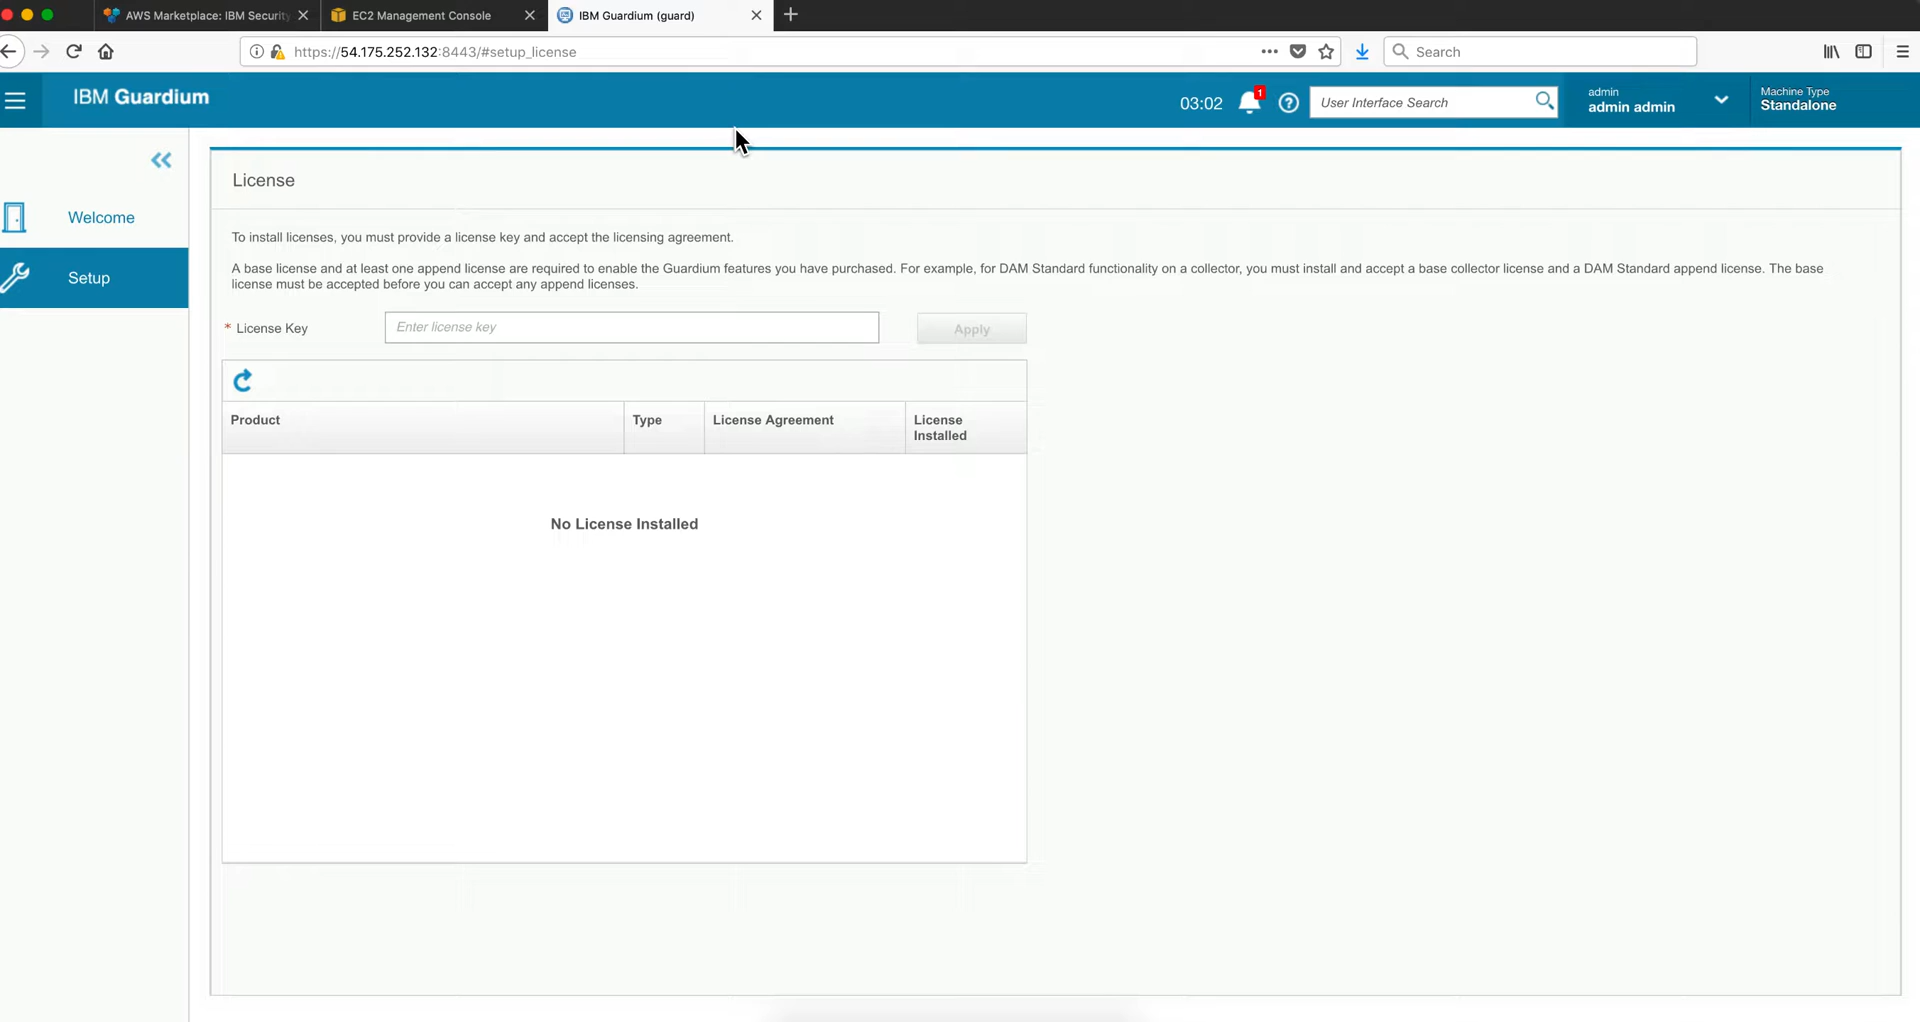 AWS Marketplace: IBM Security
EC2 Management Console
IBM Guardium (guard)
https://54.175.252.132:8443/#setup_license
Search
IBM Guardium
03:02
1
User Interface Search
admin
admin admin
Machine Type
Standalone
Welcome
Setup
License
To install licenses, you must provide a license key and accept the licensing agreement.
A base license and at least one append license are required to enable the Guardium features you have purchased. For example, for DAM Standard functionality on a collector, you must install and accept a base collector license and a DAM Standard append license. The base
license must be accepted before you can accept any append licenses.
* License Key
Enter license key
Apply
Product
Type
License Agreement
License
Installed
No License Installed